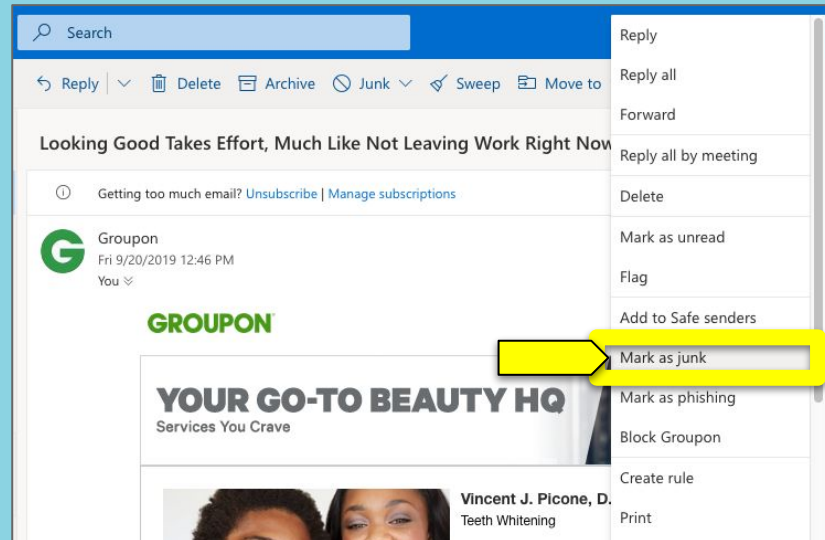 Search
Reply Delete Archive Junk Sweep Move to
Looking Good Takes Effort, Much Like Not Leaving Work Right Now
Getting too much email? Unsubscribe | Manage subscriptions
G
Groupon
Fri 9/20/2019 12:46 PM
You
GROUPON
YOUR GO-TO BEAUTY HQ
Services You Crave
Vincent J. Picone, D.
Teeth Whitening
Reply
Reply all
Forward
Reply all by meeting
Delete
Mark as unread
Flag
Add to Safe senders
Mark as junk
Mark as phishing
Block Groupon
Create rule
Print